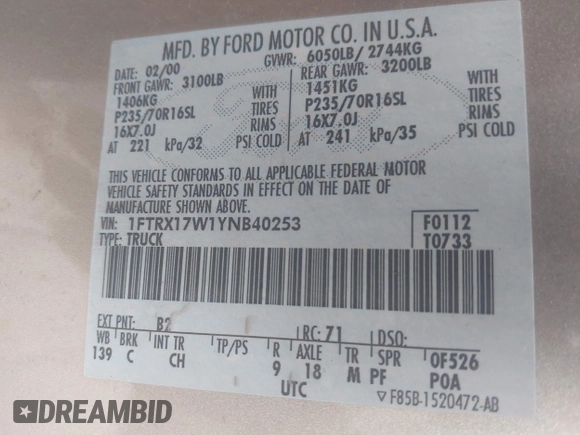 MFD. BY FORD MOTOR CO. IN U.S.A.
DATE: 02/00 GVWR: 6050LB/ 2744KG
FRONT GAWR: 3100LB REAR GAWR: 3200LB
1406KG WITH 1451KG WITH
P235/70R16SL TIRES P235/70R16SL TIRES
16X7.0J RIMS 16X7.0J RIMS
AT 221 kPa/32 PSI COLD AT 241 kPa/35 PSI COLD
THIS VEHICLE CONFORMS TO ALL APPLICABLE FEDERAL MOTOR
VEHICLE SAFETY STANDARDS IN EFFECT ON THE DATE OF
MANUFACTURE SHOWN ABOVE.
VIN: 1FTRX17W1YNB40253 F0112
TYPE: TRUCK T0733
EXT PNT: B2 RC: 71 DSO:
WB BRK INT TR TP/PS R AXLE TR SPR 0F526
139 C CH 9 18 M PF POA
UTC ▽F85B-1520472-AB
DREAMBID